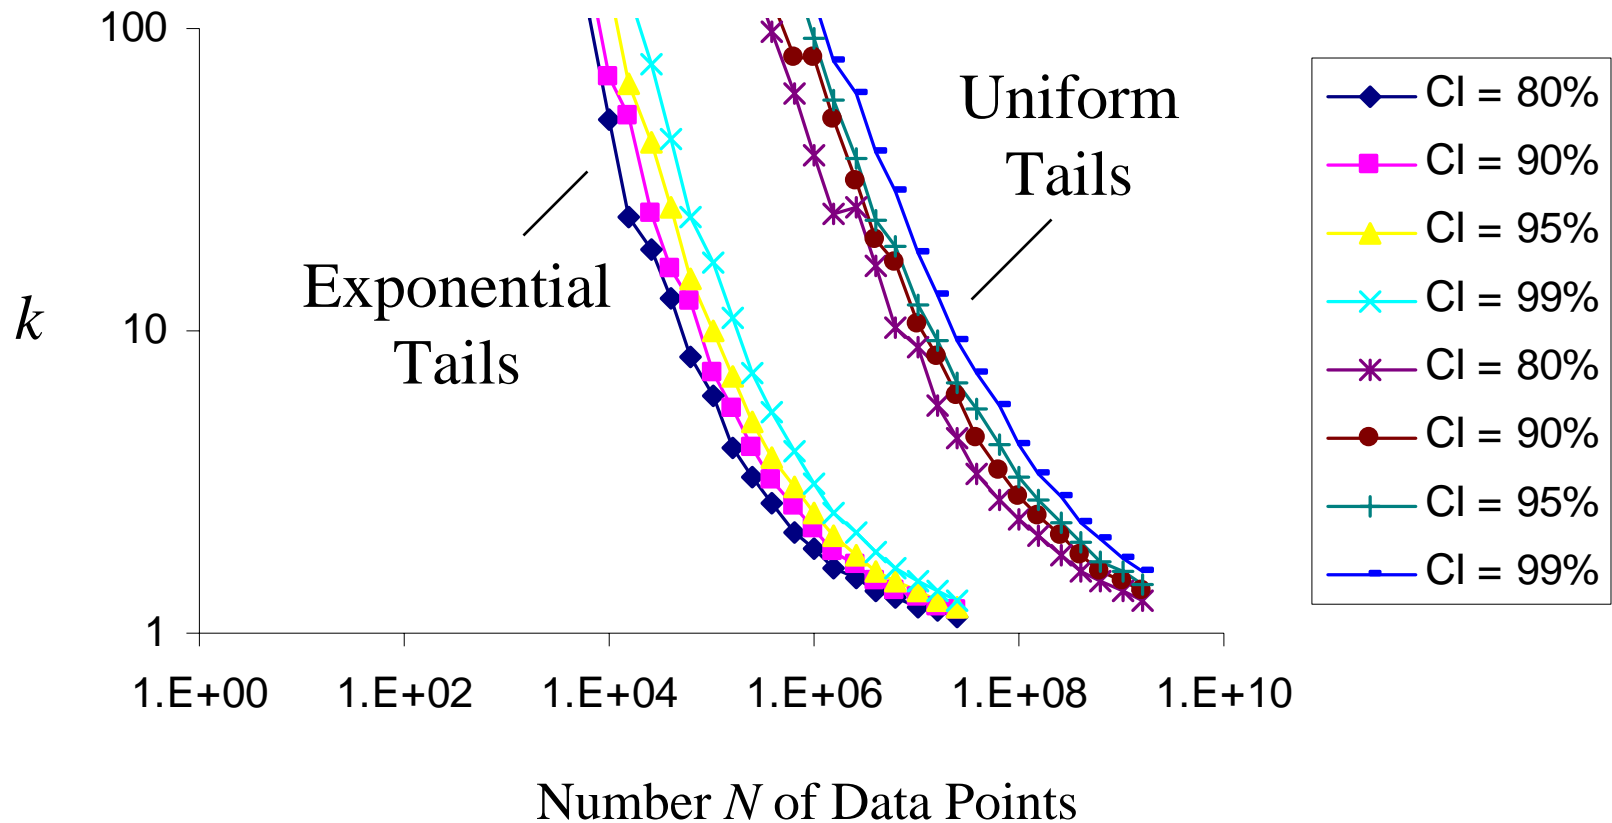 100
10
1
k
Exponential
Tails
Uniform
Tails
1.E+00 1.E+02 1.E+04 1.E+06 1.E+08 1.E+10
Number N of Data Points
CI = 80%
CI = 90%
CI = 95%
CI = 99%
CI = 80%
CI = 90%
CI = 95%
CI = 99%